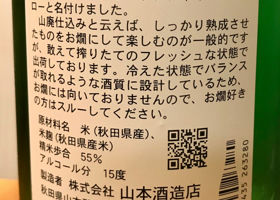 ローと名付けました。
山廃仕込みと云えば、しっかり熟成させ
たものをお燗にして楽しむのが一般的です
が、敢えて搾りたてのフレッシュな状態で
出荷しております。冷えた状態でバランス
が取れるような酒質に設計しているため、
お燗には向いておりませんので、お燗好き
の方はスルーしてください。
原材料名 米(秋田県産)、
米麹(秋田県産米)
精米歩合 55%
アルコール分 15度
製造者 株式会社 山本酒造店
秋田県山本
435263280